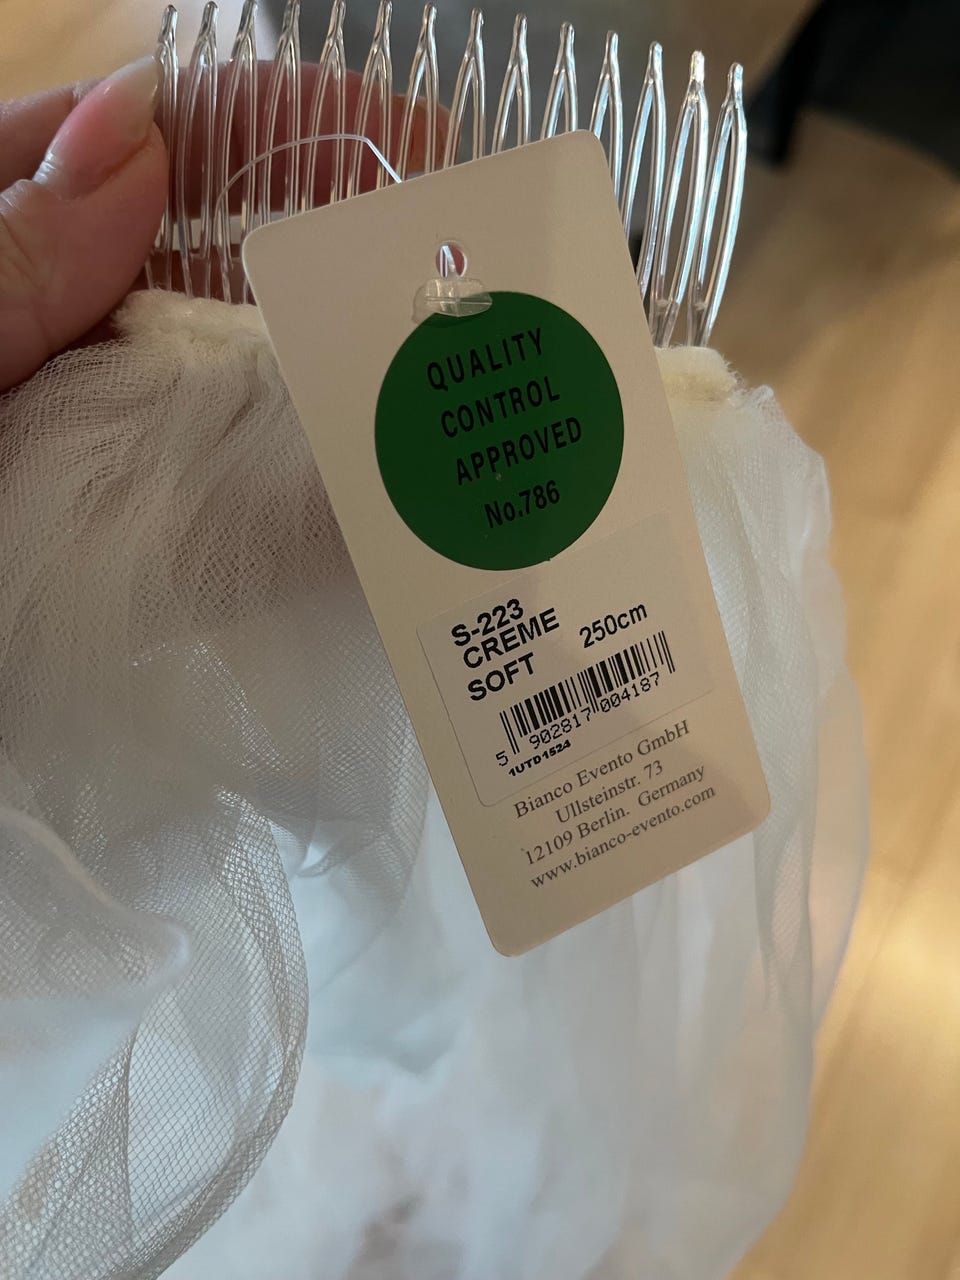 QUALITY
CONTROL
APPROVED
No.786
S-223
CREME 250cm
SOFT
5 902817 004187
1UTD1524
Bianco Evento GmbH
Ullsteinstr. 73
12109 Berlin. Germany
www.bianco-evento.com